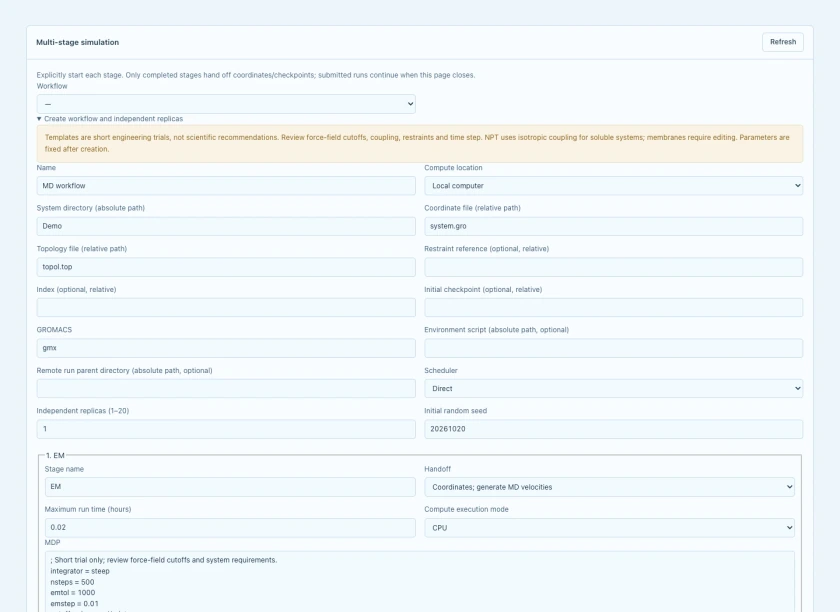 Multi-stage simulation
Refresh
Explicitly start each stage. Only completed stages hand off coordinates/checkpoints; submitted runs continue when this page closes.
Workflow
—
▼ Create workflow and independent replicas
Templates are short engineering trials, not scientific recommendations. Review force-field cutoffs, coupling, restraints and time step. NPT uses isotropic coupling for soluble systems; membranes require editing. Parameters are
fixed after creation.
Name
Compute location
MD workflow
Local computer
System directory (absolute path)
Coordinate file (relative path)
Demo
system.gro
Topology file (relative path)
Restraint reference (optional, relative)
topol.top
Index (optional, relative)
Initial checkpoint (optional, relative)
GROMACS
Environment script (absolute path, optional)
gmx
Remote run parent directory (absolute path, optional)
Scheduler
Direct
Independent replicas (1–20)
Initial random seed
1
20261020
1. EM
Stage name
Handoff
EM
Coordinates; generate MD velocities
Maximum run time (hours)
Compute execution mode
0.02
CPU
MDP
; Short trial only; review force-field cutoffs and system requirements.
integrator = steep
nsteps = 500
emtol = 1000
emstep = 0.01